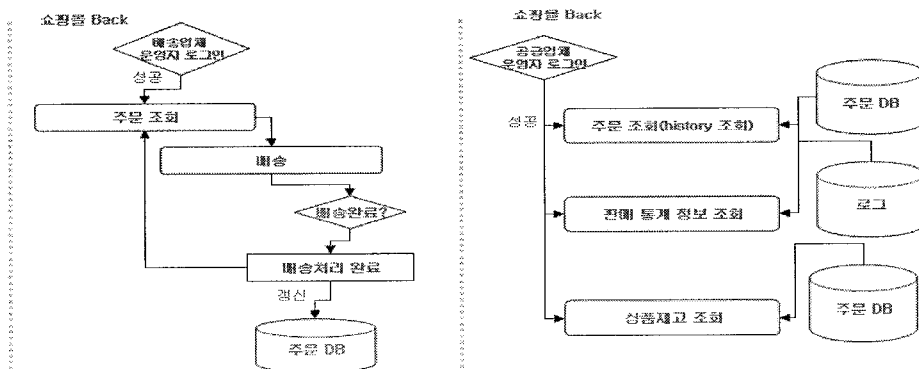 쇼핑몰 Back
배송업체
운영자 로그인
성공
주문 조회
배송
배송완료?
배송처리 완료
갱신
주문 DB
쇼핑몰 Back
공급업체
운영자 로그인
성공
주문 조회(history 조회)
판매 통계 정보 조회
상품재고 조회
주문 DB
로그
주문 DB